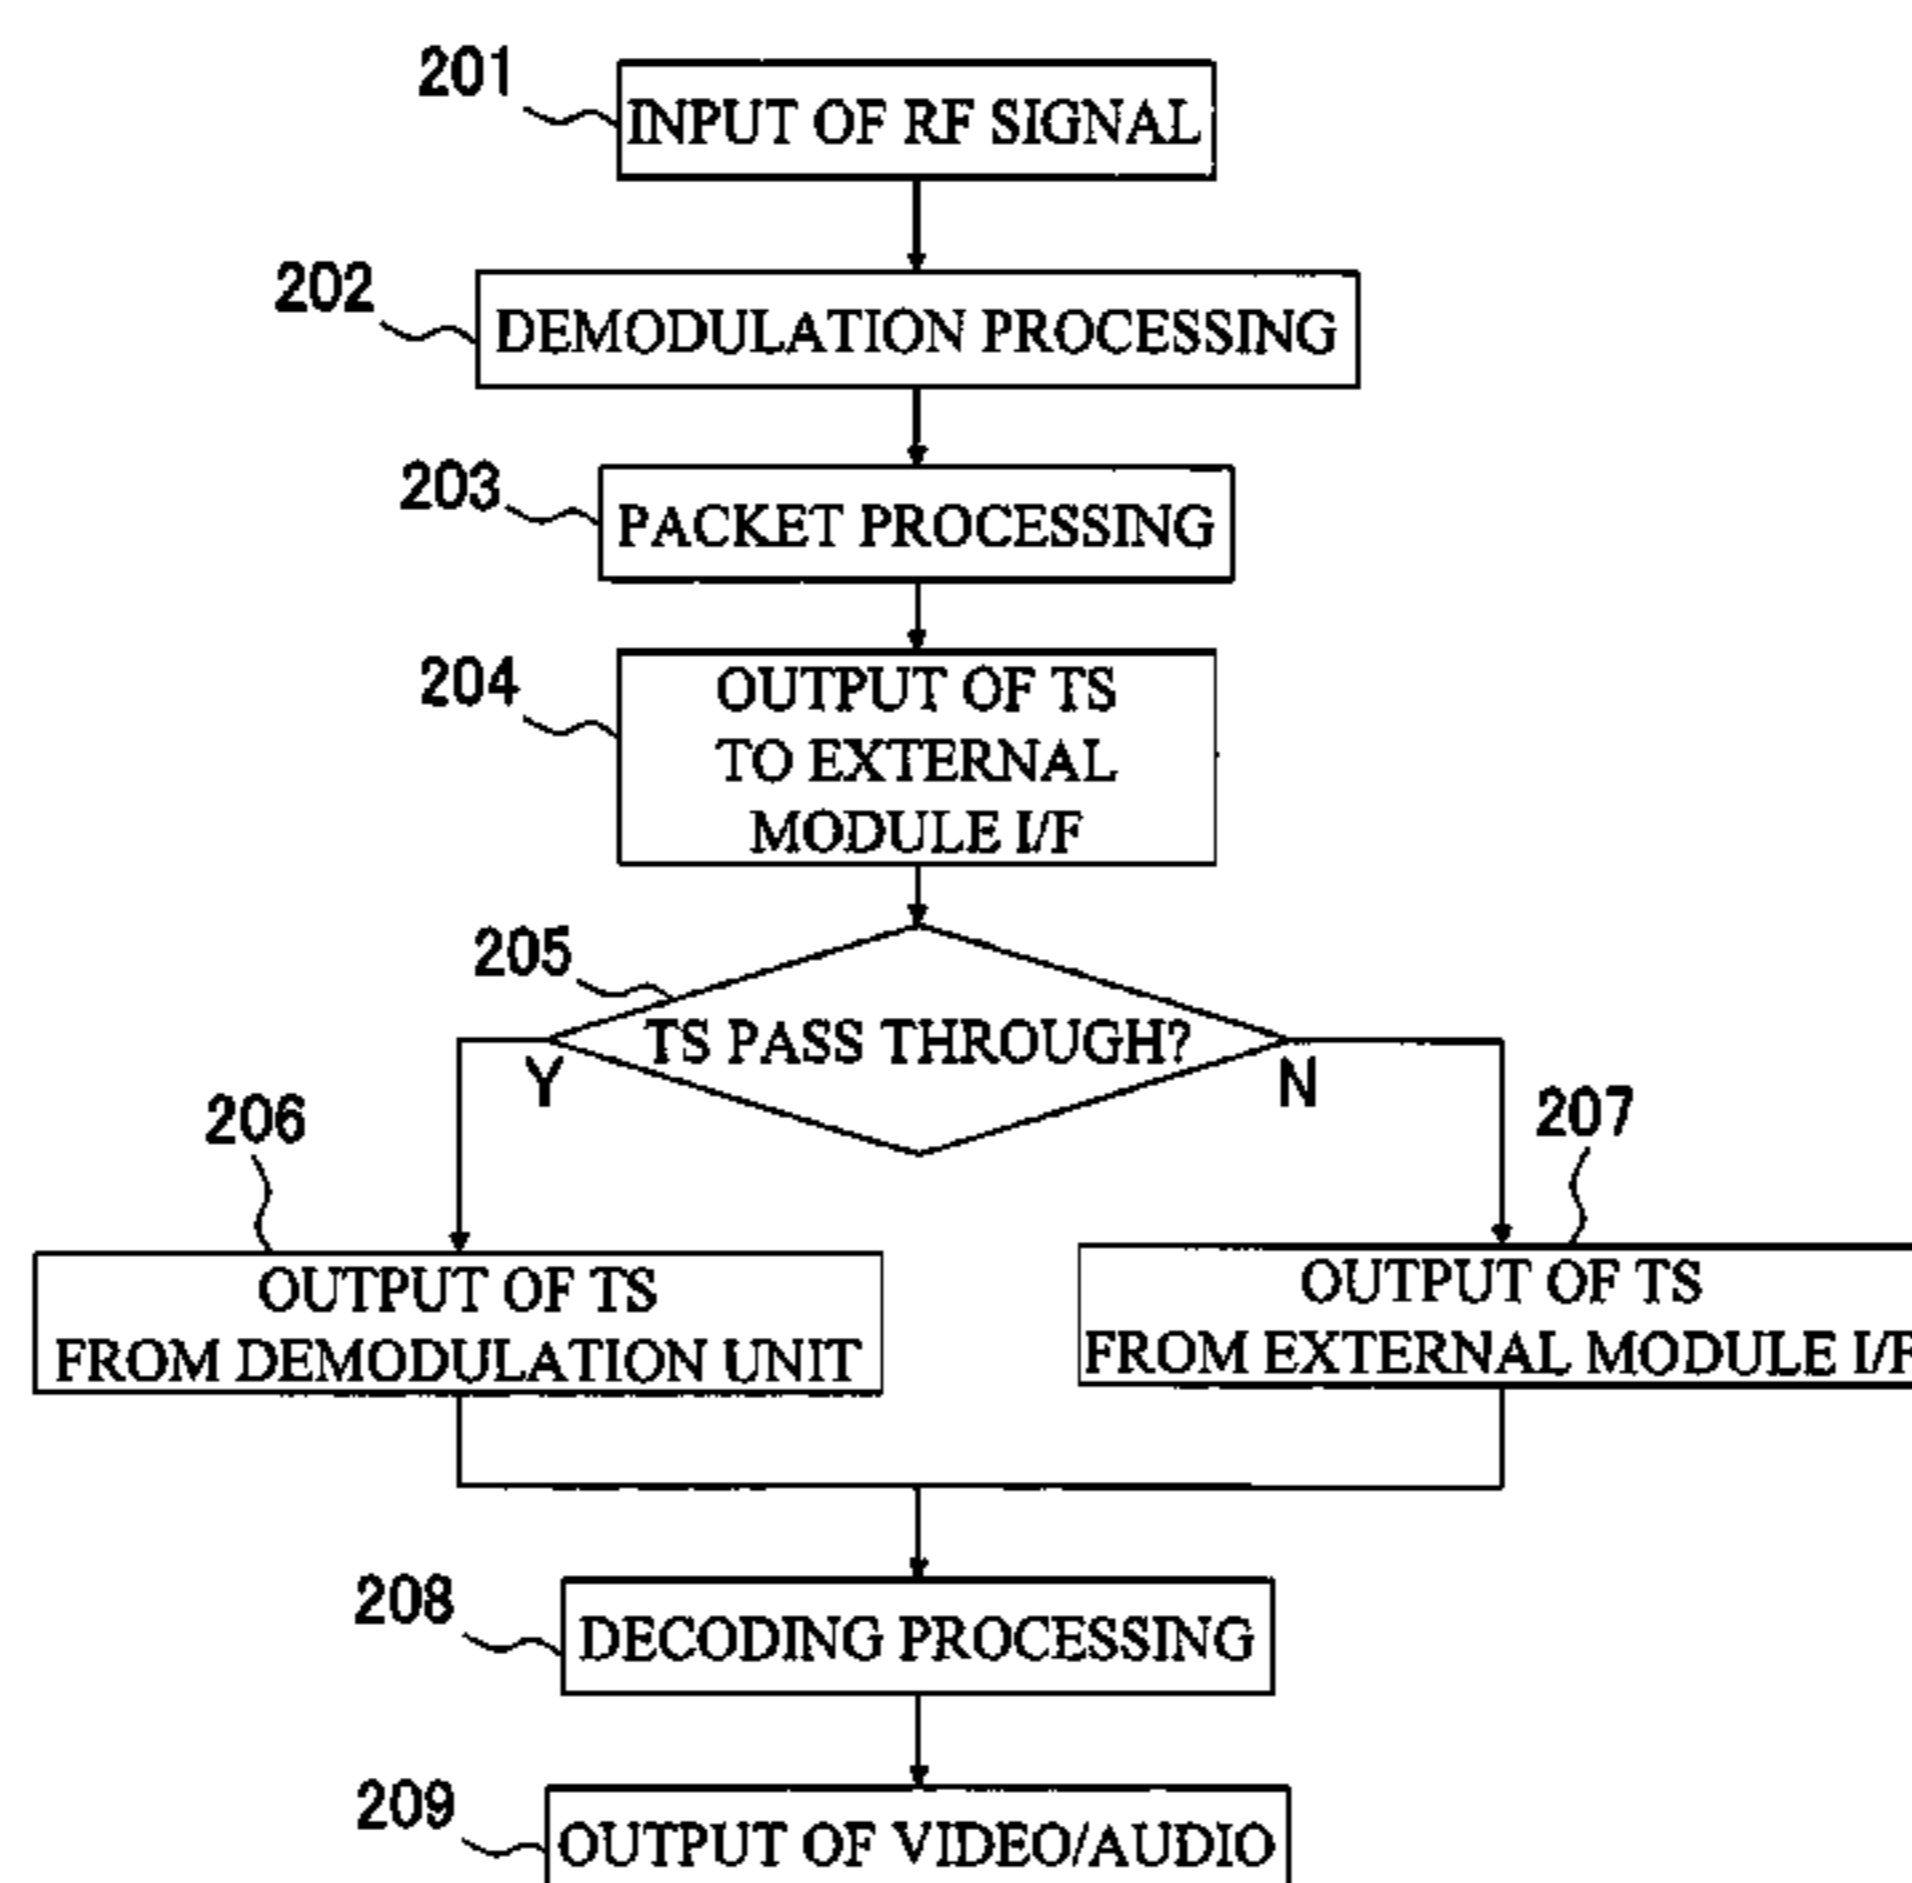 201
INPUT OF RF SIGNAL
202
DEMODULATION PROCESSING
203
PACKET PROCESSING
204
OUTPUT OF TS
TO EXTERNAL
MODULE I/F
205
TS PASS THROUGH?
Y
N
206
207
OUTPUT OF TS
FROM DEMODULATION UNIT
OUTPUT OF TS
FROM EXTERNAL MODULE I/F
208
DECODING PROCESSING
209
OUTPUT OF VIDEO/AUDIO